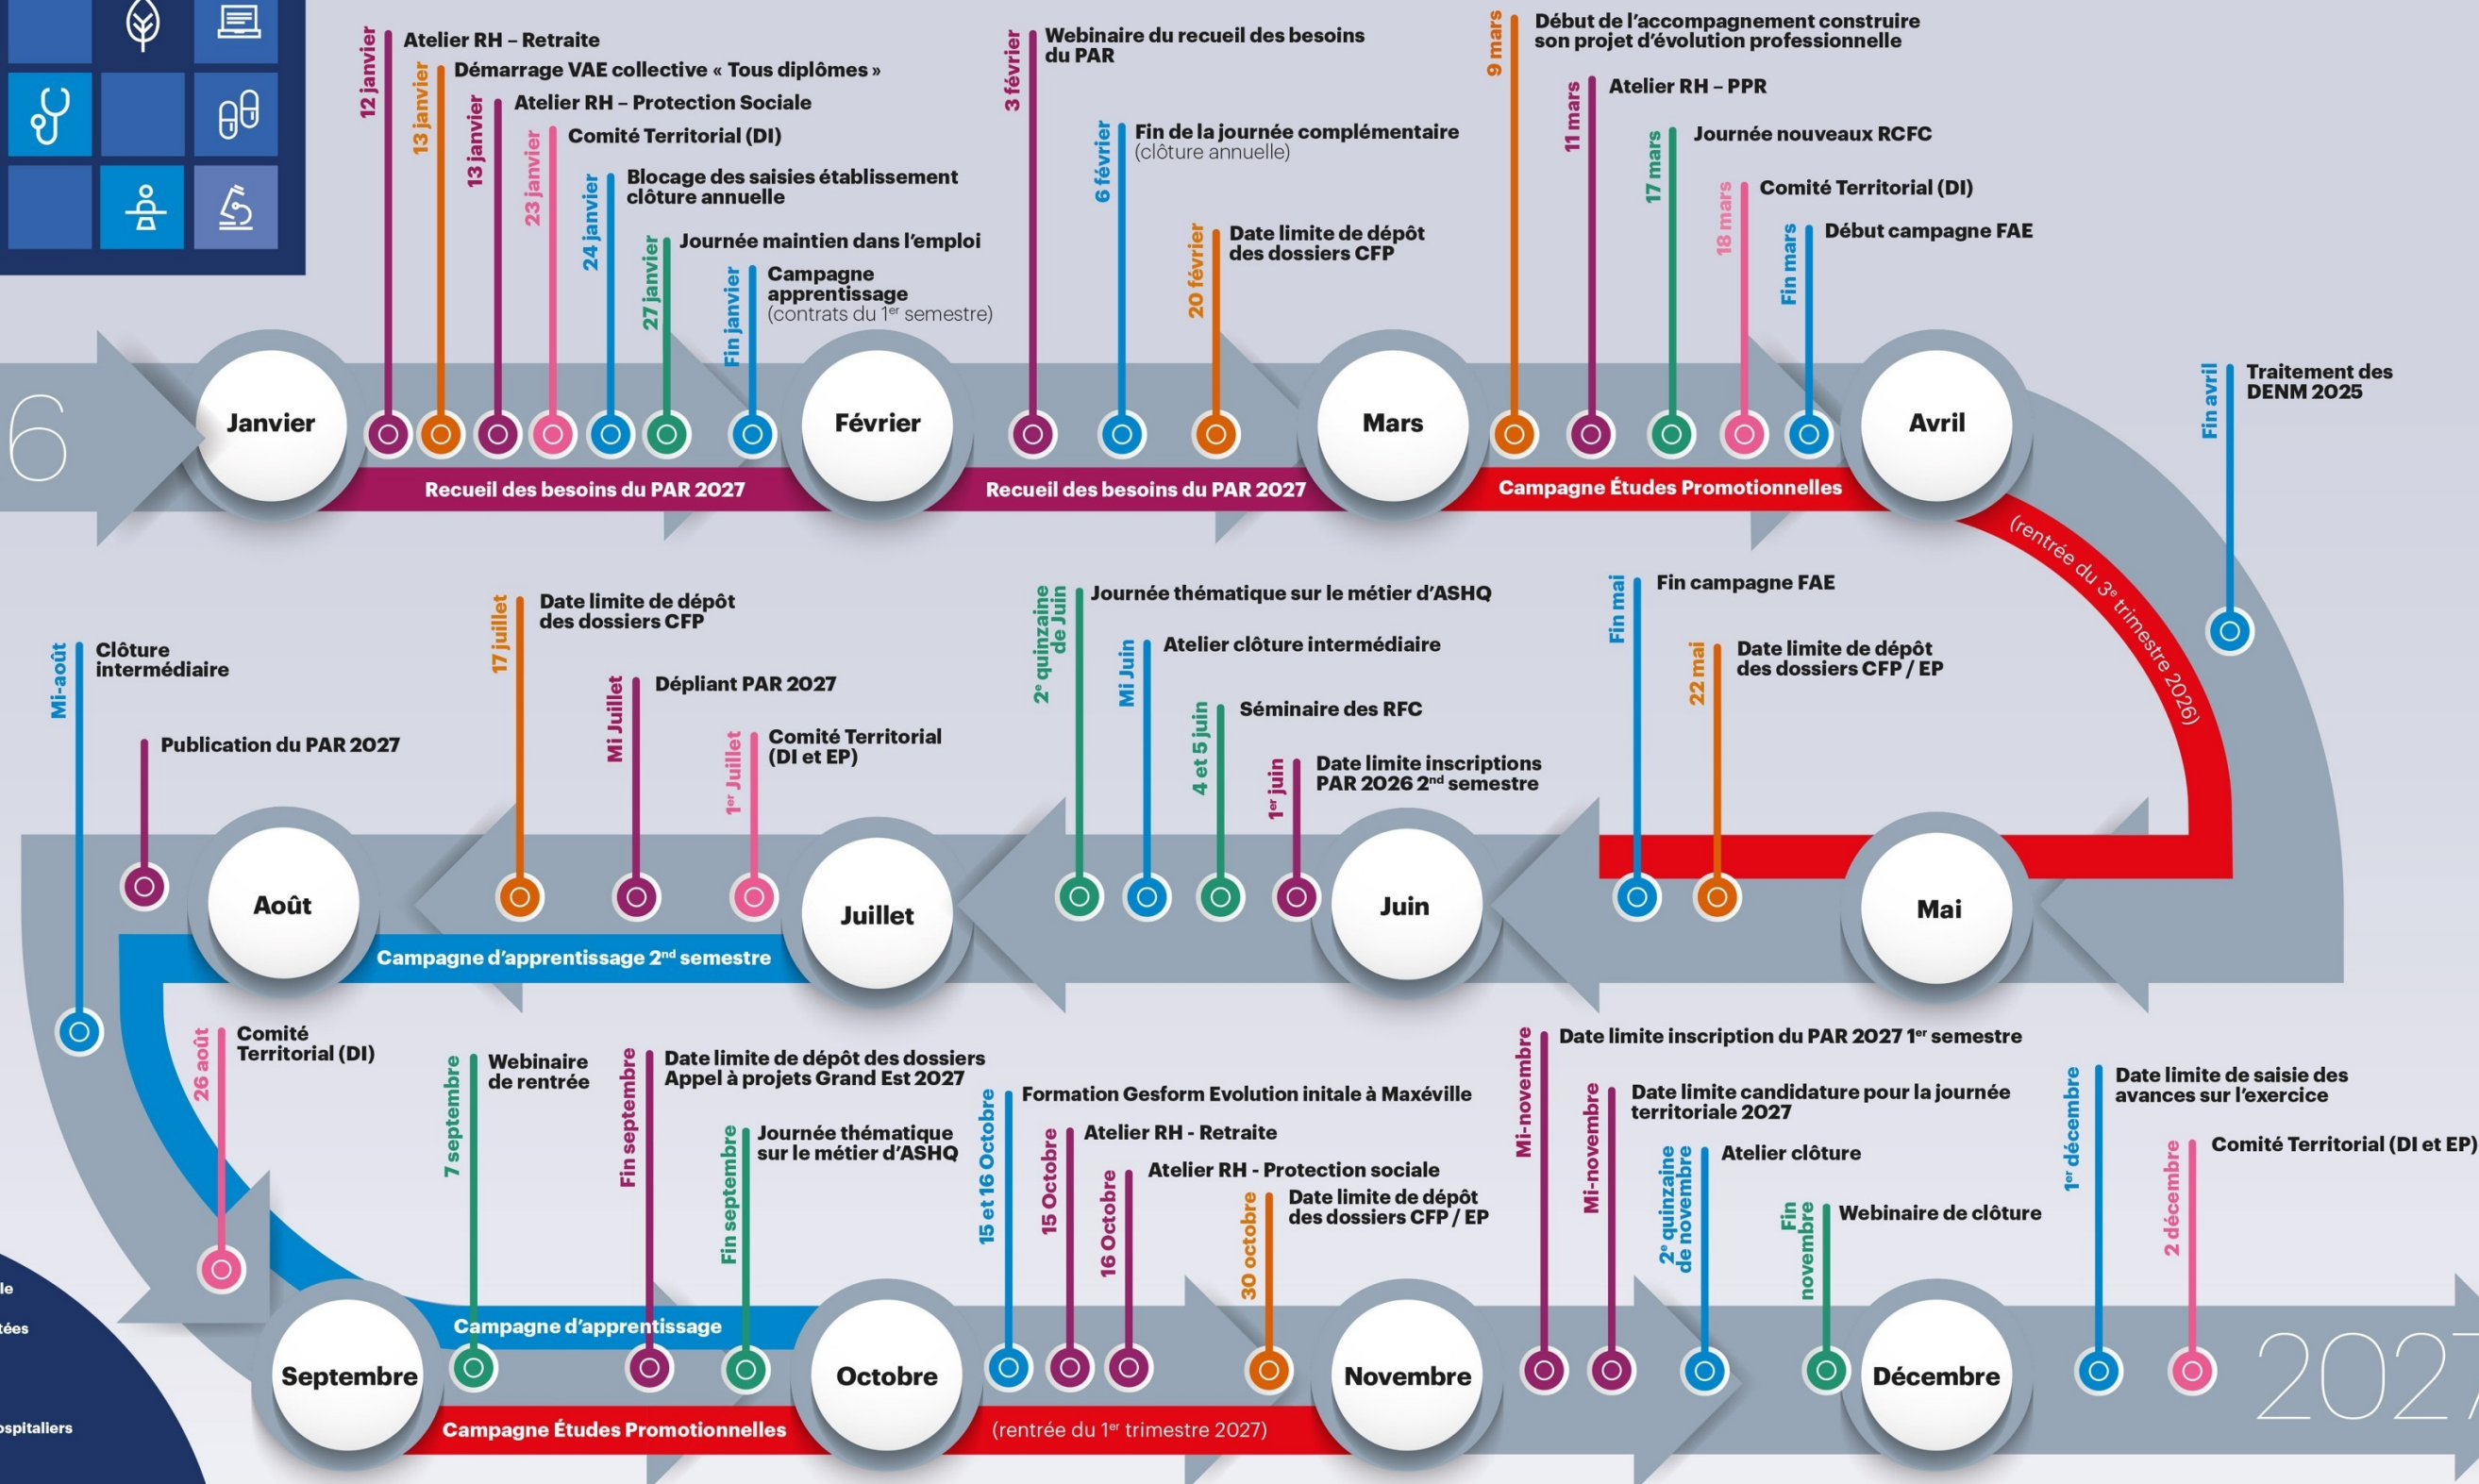 12 janvier
Atelier RH – Retraite
13 janvier
Démarrage VAE collective « Tous diplômes »
13 janvier
Atelier RH – Protection Sociale
23 janvier
Comité Territorial (DI)
24 janvier
Blocage des saisies établissement
clôture annuelle
27 janvier
Journée maintien dans l'emploi
Fin janvier
Campagne
apprentissage
(contrats du 1er semestre)
3 février
Webinaire du recueil des besoins
du PAR
6 février
Fin de la journée complémentaire
(clôture annuelle)
20 février
Date limite de dépôt
des dossiers CFP
9 mars
Début de l'accompagnement construire
son projet d'évolution professionnelle
11 mars
Atelier RH – PPR
17 mars
Journée nouveaux RCFC
18 mars
Comité Territorial (DI)
Fin mars
Début campagne FAE
Fin avril
Traitement des
DENM 2025
6
Janvier
Février
Mars
Avril
Recueil des besoins du PAR 2027
Recueil des besoins du PAR 2027
Campagne Études Promotionnelles
(rentrée du 3e trimestre 2026)
Mi-août
Clôture
intermédiaire
Publication du PAR 2027
17 juillet
Date limite de dépôt
des dossiers CFP
Mi Juillet
Dépliant PAR 2027
1er Juillet
Comité Territorial
(DI et EP)
2e quinzaine
de Juin
Journée thématique sur le métier d'ASHQ
Mi Juin
Atelier clôture intermédiaire
4 et 5 juin
Séminaire des RFC
1er juin
Date limite inscriptions
PAR 2026 2nd semestre
Fin mai
Fin campagne FAE
22 mai
Date limite de dépôt
des dossiers CFP / EP
Août
Juillet
Juin
Mai
Campagne d'apprentissage 2nd semestre
26 août
Comité
Territorial (DI)
7 septembre
Webinaire
de rentrée
Fin septembre
Date limite de dépôt des dossiers
Appel à projets Grand Est 2027
Fin septembre
Journée thématique
sur le métier d'ASHQ
15 et 16 Octobre
Formation Gesform Evolution initale à Maxéville
15 Octobre
Atelier RH - Retraite
16 Octobre
Atelier RH - Protection sociale
30 octobre
Date limite de dépôt
des dossiers CFP / EP
Mi-novembre
Date limite inscription du PAR 2027 1er semestre
Mi-novembre
Date limite candidature pour la journée
territoriale 2027
2e quinzaine
de novembre
Atelier clôture
Fin
novembre
Webinaire de clôture
1er décembre
Date limite de saisie des
avances sur l'exercice
2 décembre
Comité Territorial (DI et EP)
Campagne d'apprentissage
Septembre
Octobre
Novembre
Décembre
2027
Campagne Études Promotionnelles
(rentrée du 1er trimestre 2027)